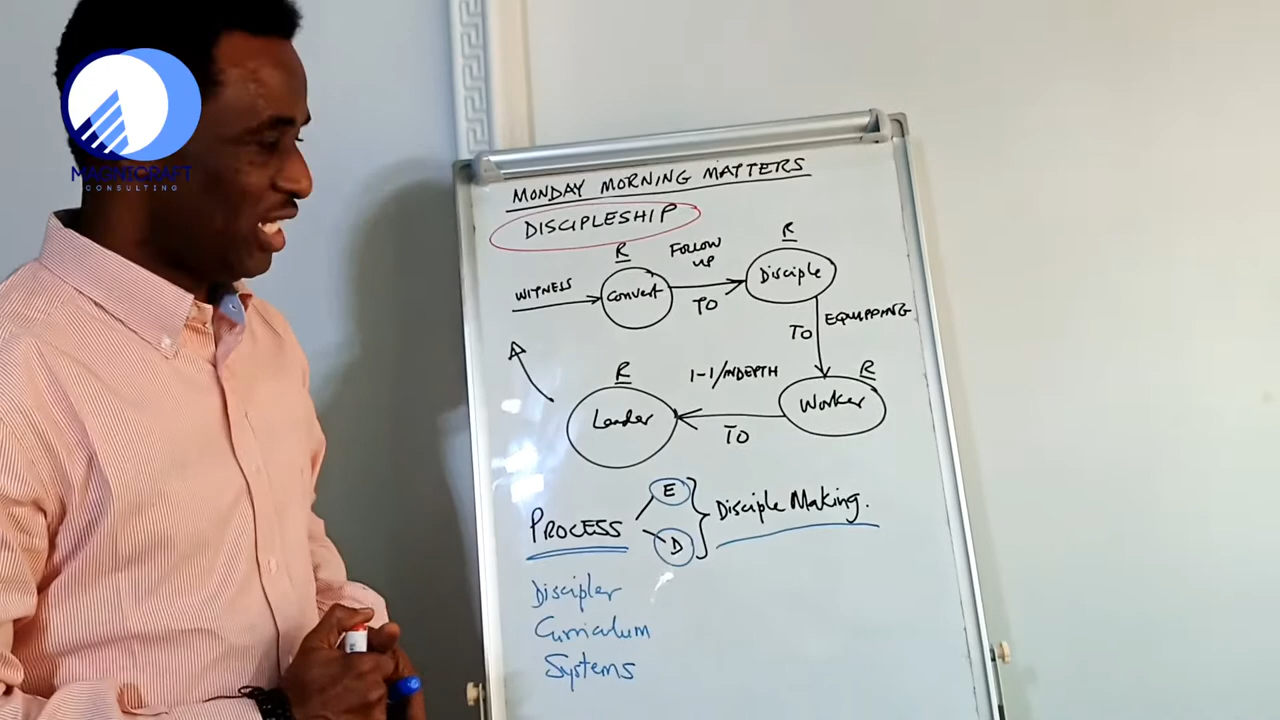 MAGNICRAFT
CONSULTING
MONDAY MORNING MATTERS
DISCIPLESHIP
R
WITNESS
Convert
FOLLOW
UP
TO
R
Disciple
TO
EQUIPPING
R
Worker
1-1/INDEPTH
TO
R
Leader
PROCESS
E
D
Disciple Making.
Discipler
Curriculum
Systems